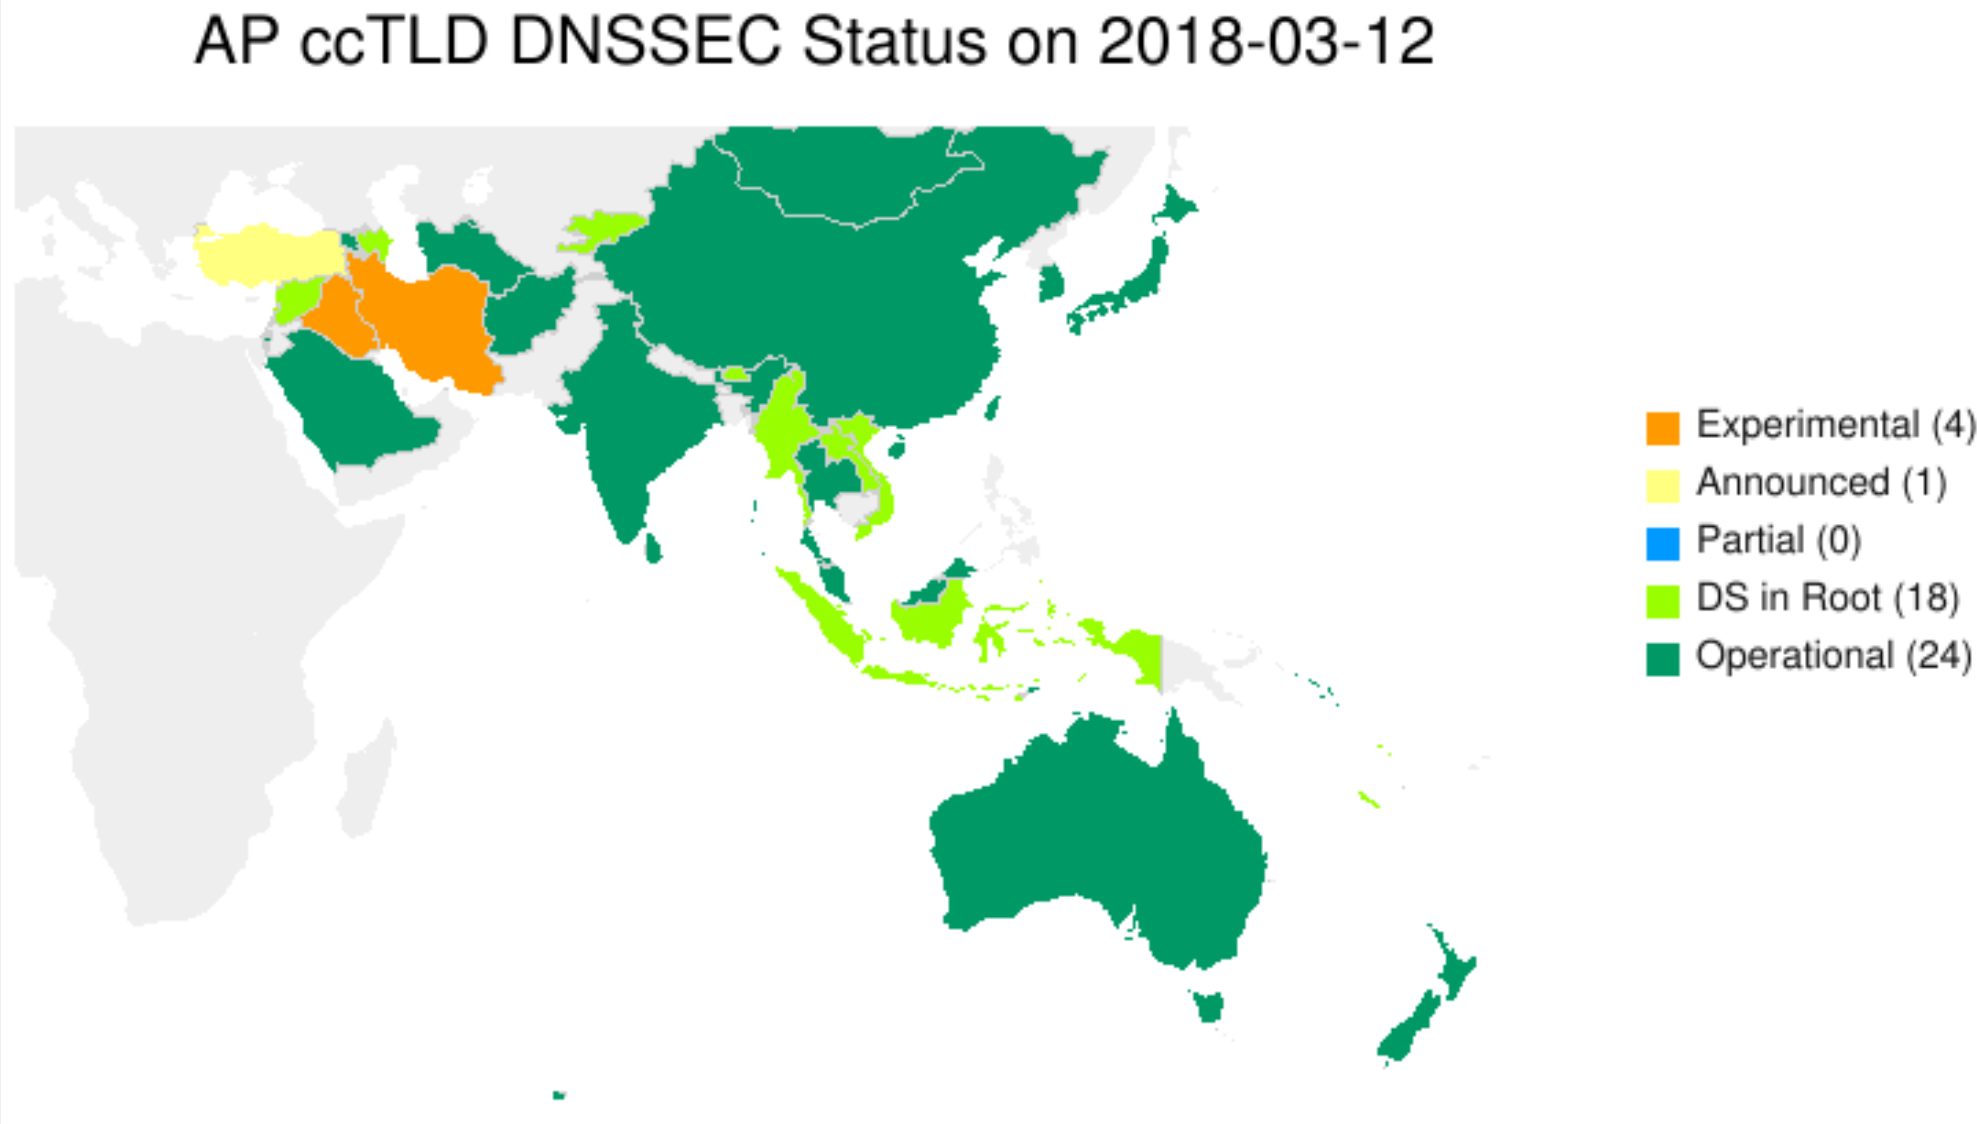 AP ccTLD DNSSEC Status on 2018-03-12
Experimental (4)
Announced (1)
Partial (0)
DS in Root (18)
Operational (24)